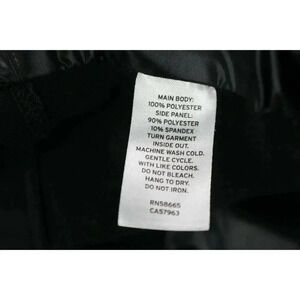 MAIN BODY:
100% POLYESTER
SIDE PANEL:
90% POLYESTER
10% SPANDEX
TURN GARMENT
INSIDE OUT.
MACHINE WASH COLD.
GENTLE CYCLE.
WITH LIKE COLORS.
DO NOT BLEACH.
HANG TO DRY.
DO NOT IRON.
RN58665
CA57963